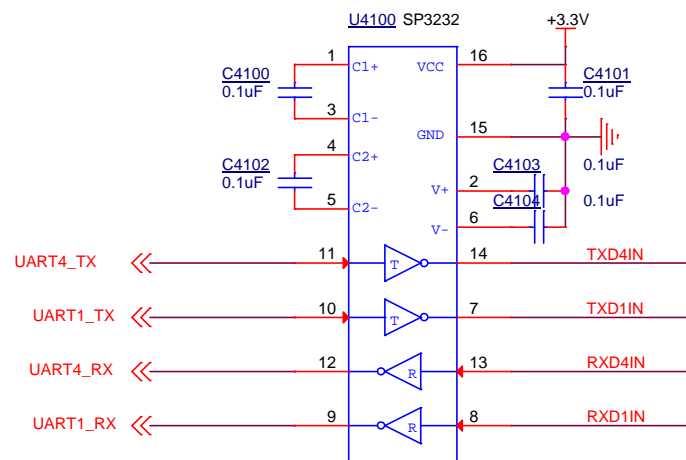 U4100 SP3232
+3.3V
1
C1+
VCC
16
C4100
0.1uF
C4101
0.1uF
3
C1-
GND
15
4
C2+
C4102
0.1uF
C4103
0.1uF
2
V+
5
C2-
C4104
0.1uF
V-
6
UART4_TX
11
T
14
TXD4IN
UART1_TX
10
T
7
TXD1IN
UART4_RX
12
R
13
RXD4IN
UART1_RX
9
R
8
RXD1IN